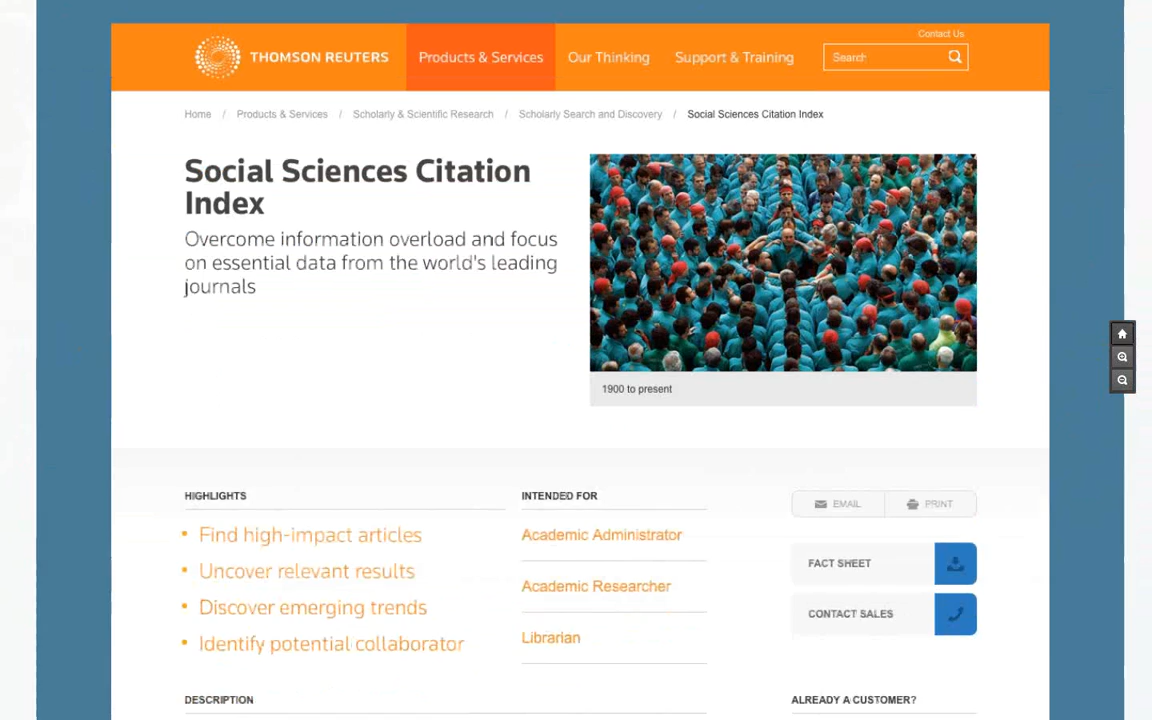 Contact Us
THOMSON REUTERS
Products & Services
Our Thinking
Support & Training
Search
Home / Products & Services / Scholarly & Scientific Research / Scholarly Search and Discovery / Social Sciences Citation Index
Social Sciences Citation
Index
Overcome information overload and focus
on essential data from the world's leading
journals
1900 to present
HIGHLIGHTS
• Find high-impact articles
• Uncover relevant results
• Discover emerging trends
• Identify potential collaborator
INTENDED FOR
Academic Administrator
Academic Researcher
Librarian
EMAIL
PRINT
FACT SHEET
CONTACT SALES
DESCRIPTION
ALREADY A CUSTOMER?